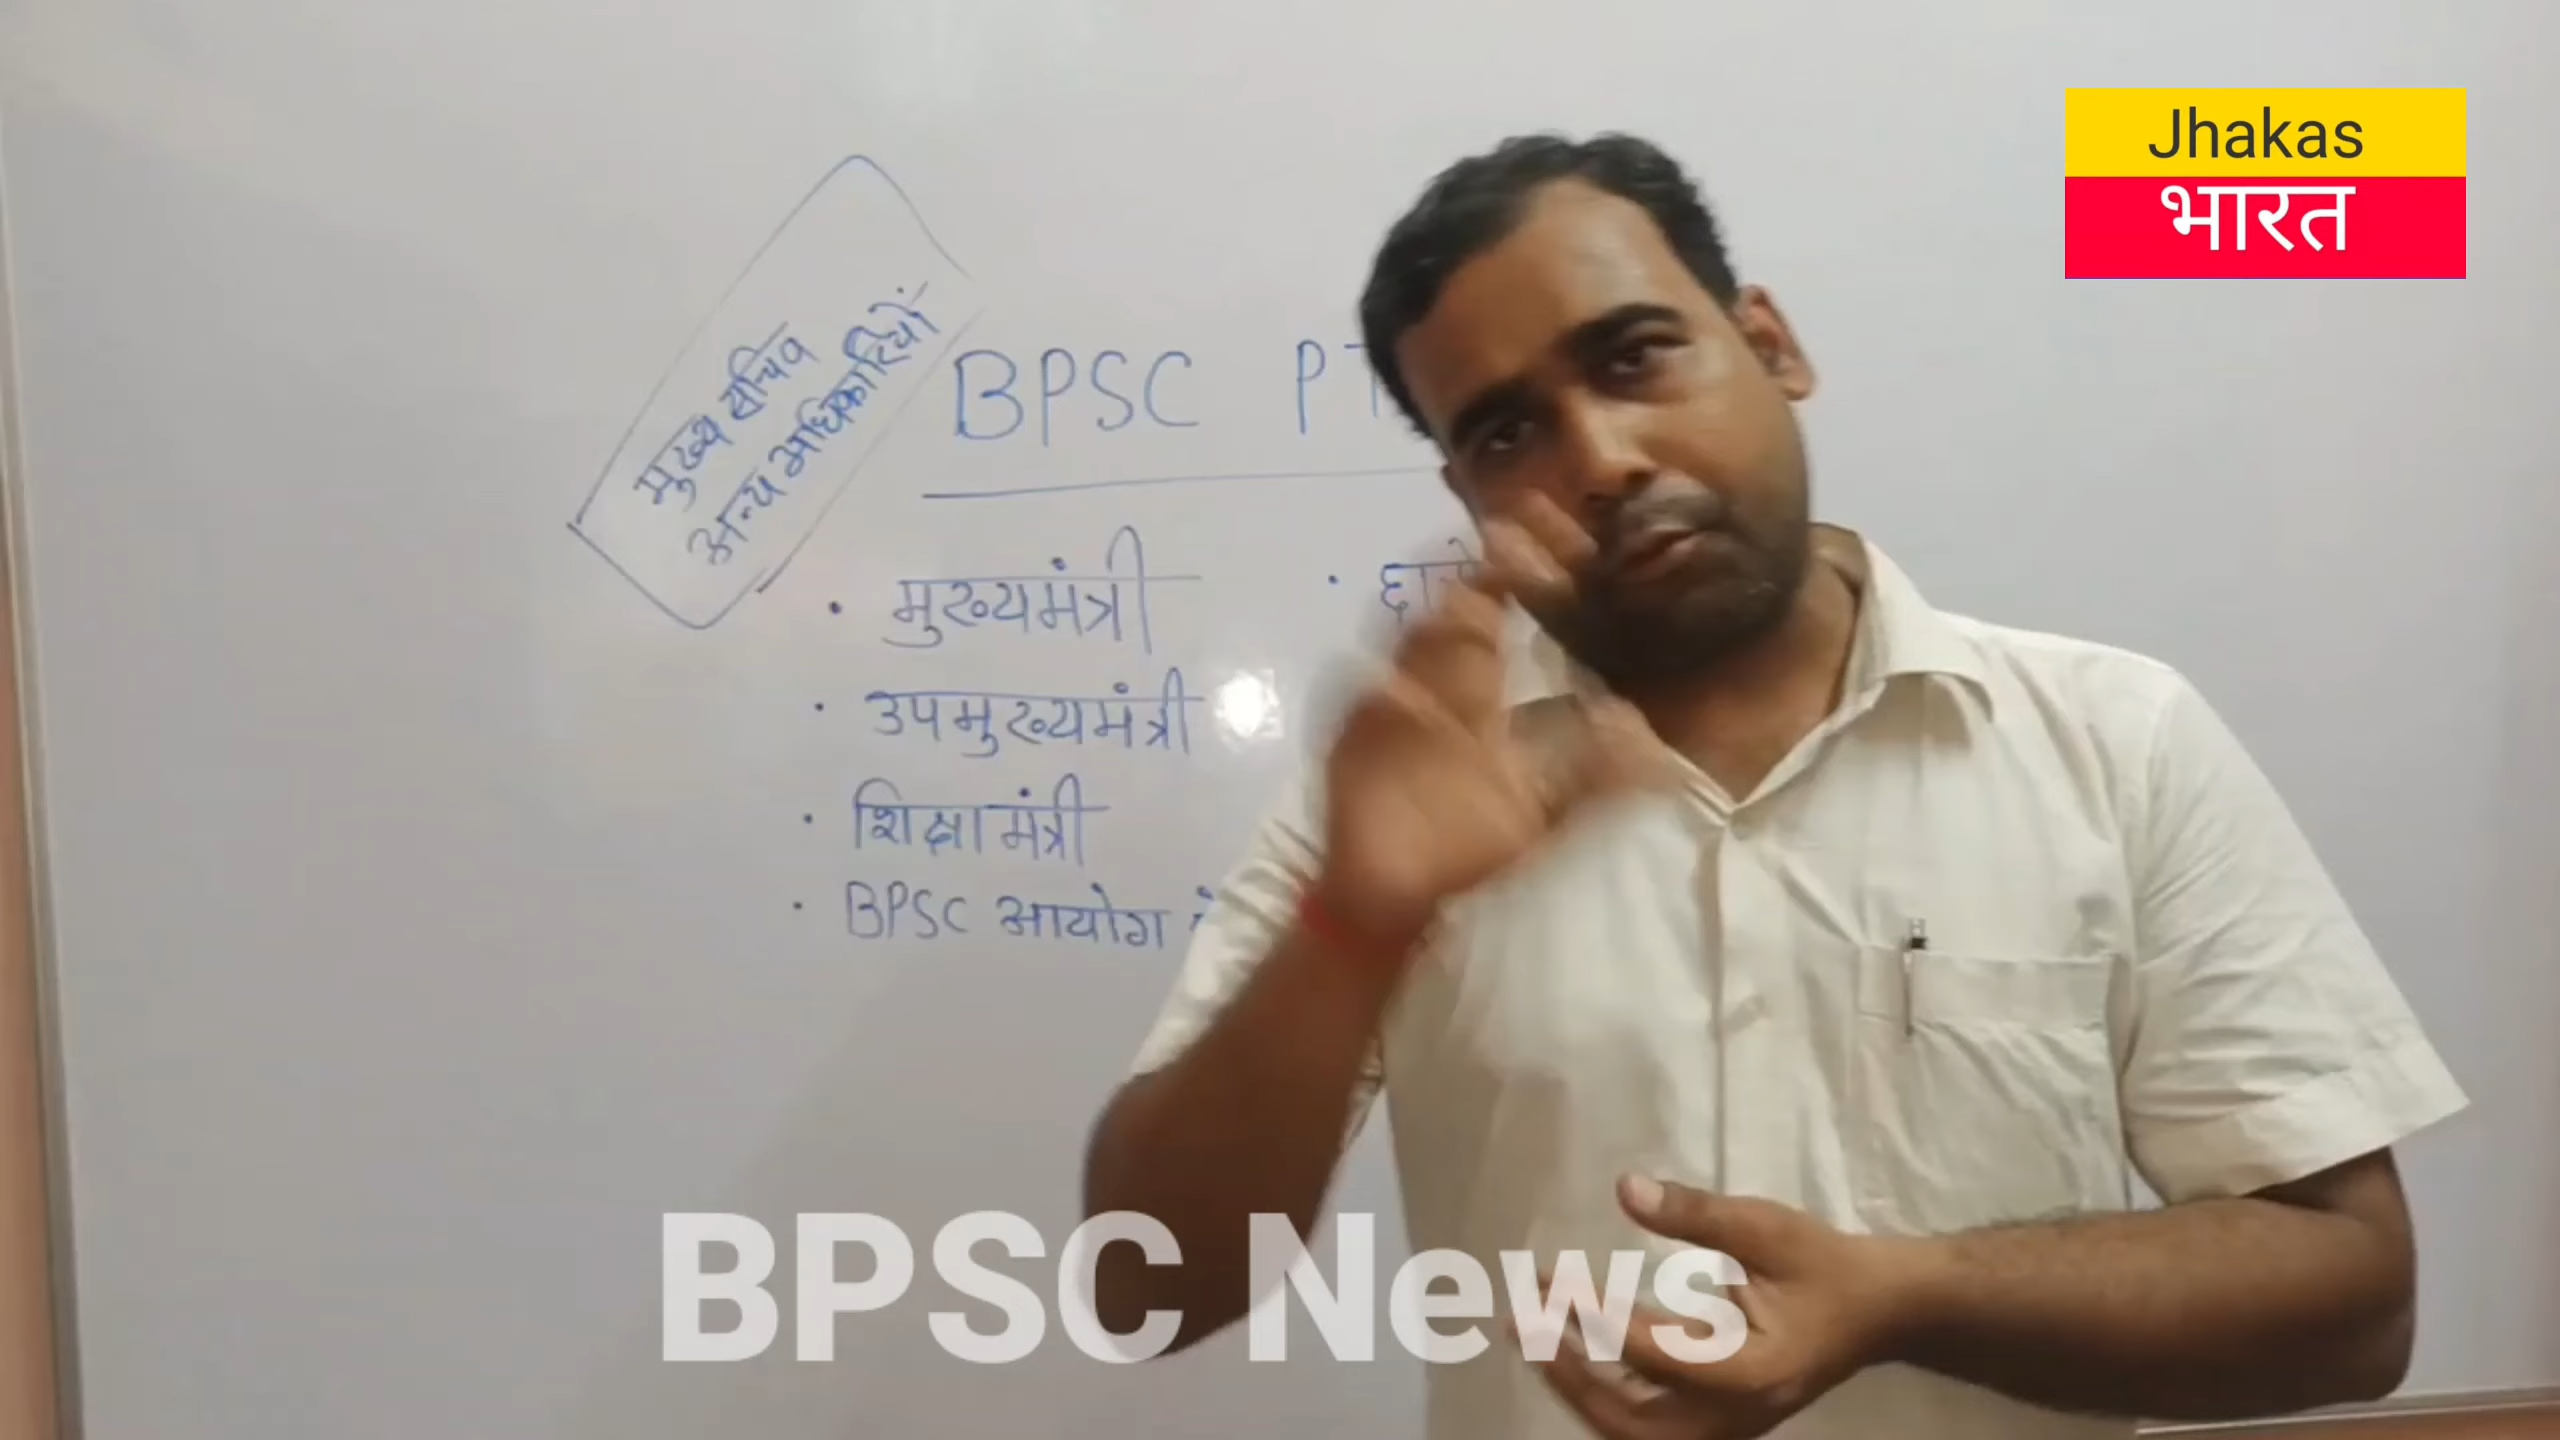 Jhakas
भारत
मुख्य सचिव
अन्य अधिकारियों
BPSC PT
• मुख्यमंत्री
• उपमुख्यमंत्री
• शिक्षा मंत्री
• BPSC आयोग
BPSC News